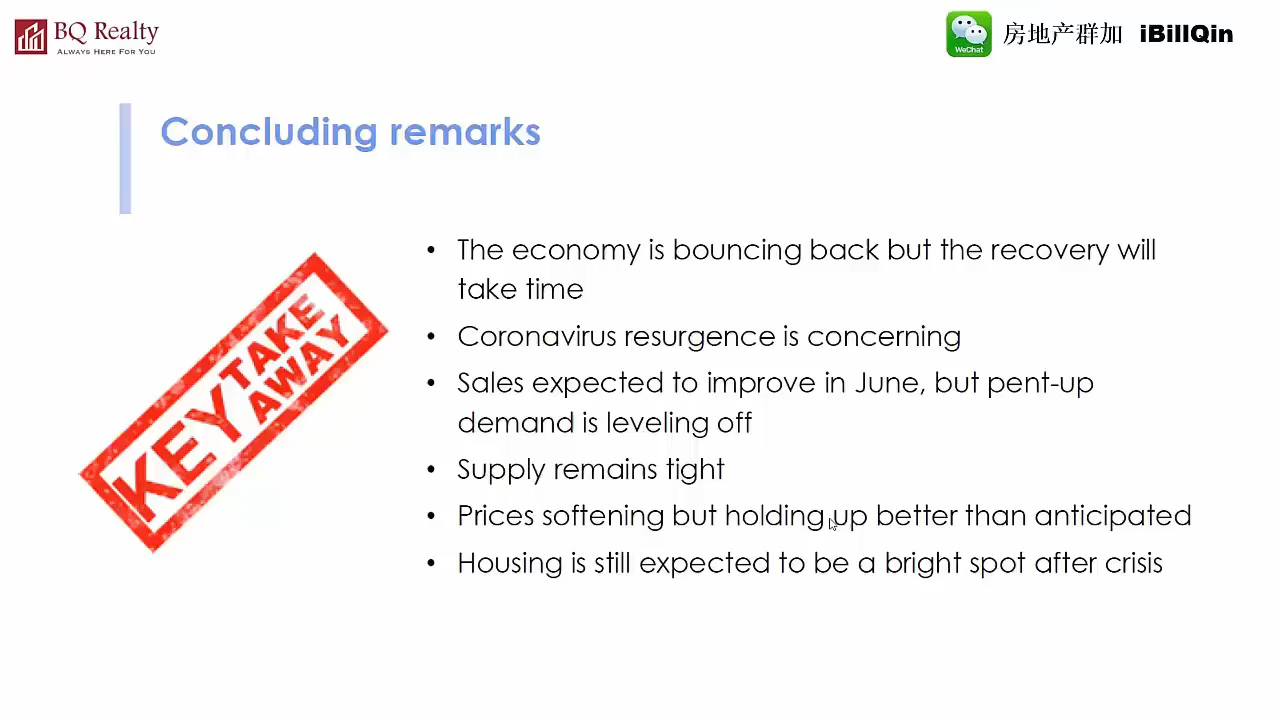 BQ Realty
ALWAYS HERE FOR YOU
WeChat
房地产群加 iBillQin
Concluding remarks
KEY TAKE AWAY
• The economy is bouncing back but the recovery will
take time
• Coronavirus resurgence is concerning
• Sales expected to improve in June, but pent-up
demand is leveling off
• Supply remains tight
• Prices softening but holding up better than anticipated
• Housing is still expected to be a bright spot after crisis